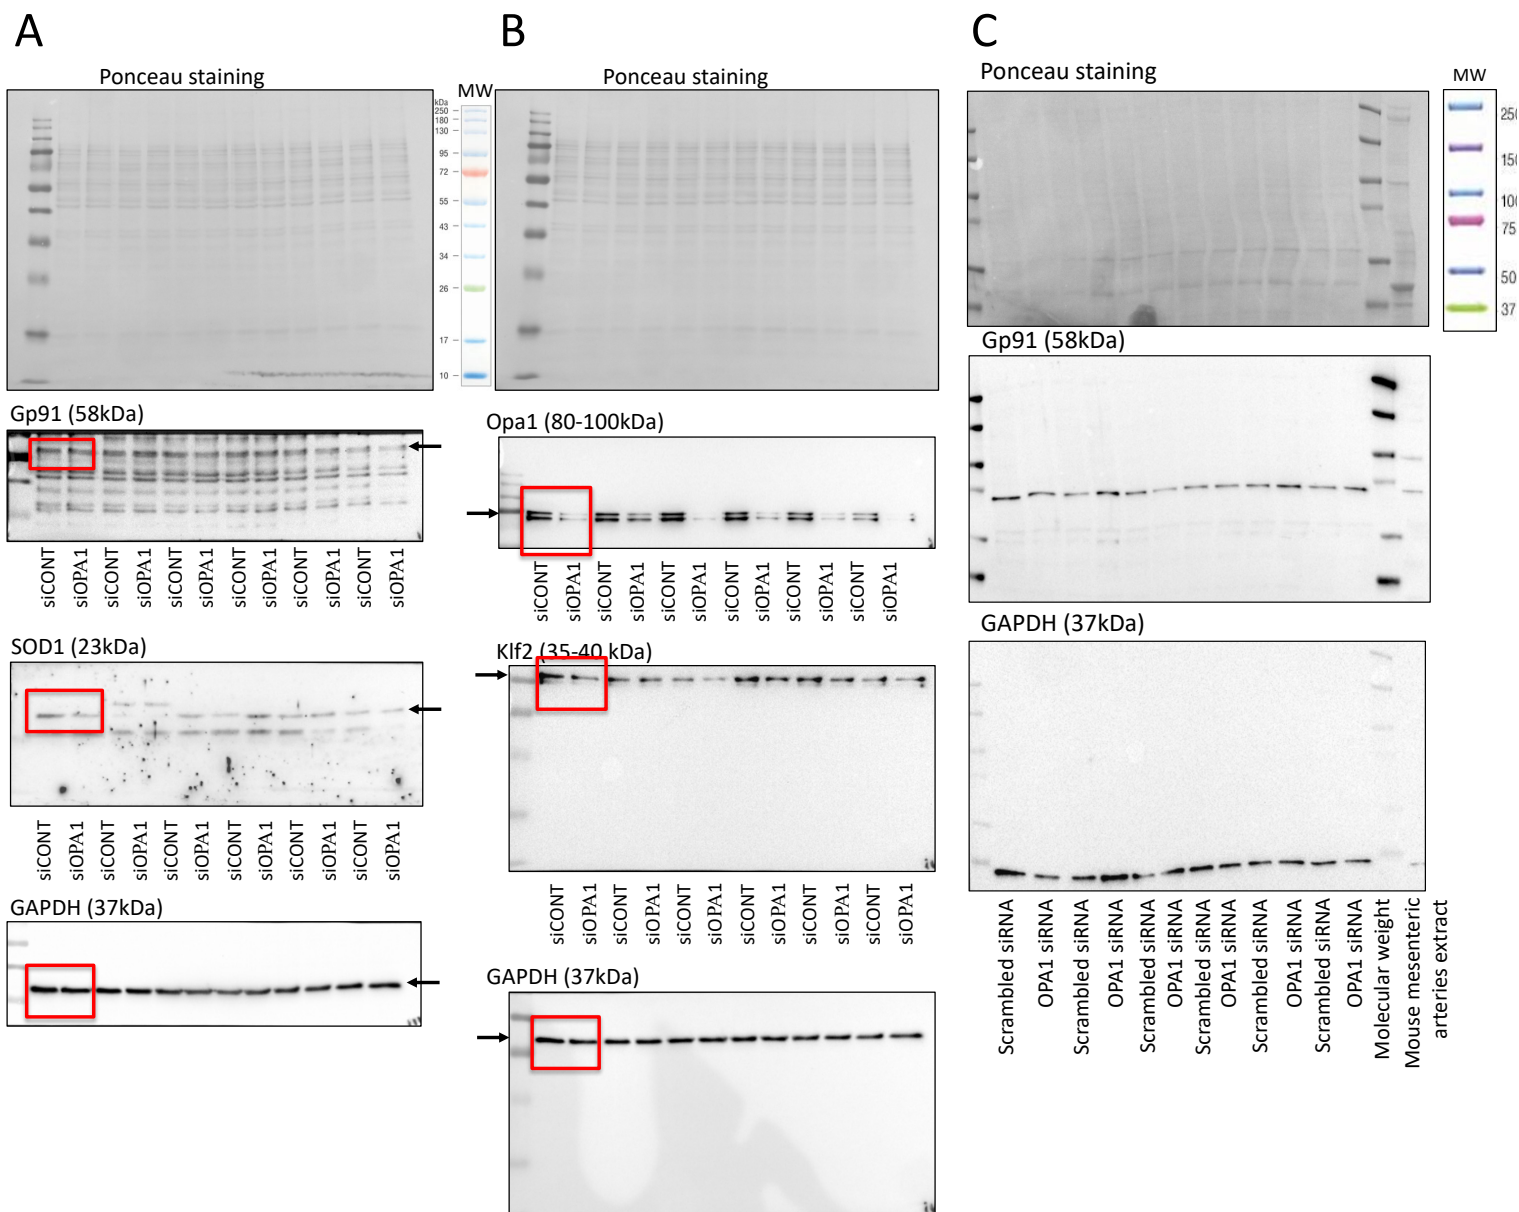 A
B
C
Ponceau staining
Ponceau staining
Ponceau staining
MW
kDa
250
180
130
95
72
55
43
34
26
17
10
MW
250
150
100
75
50
37
Gp91 (58kDa)
siCONT
siOPA1
siCONT
siOPA1
siCONT
siOPA1
siCONT
siOPA1
siCONT
siOPA1
siCONT
siOPA1
SOD1 (23kDa)
siCONT
siOPA1
siCONT
siOPA1
siCONT
siOPA1
siCONT
siOPA1
siCONT
siOPA1
siCONT
siOPA1
GAPDH (37kDa)
Opa1 (80-100kDa)
siCONT
siOPA1
siCONT
siOPA1
siCONT
siOPA1
siCONT
siOPA1
siCONT
siOPA1
siCONT
siOPA1
Klf2 (35-40 kDa)
siCONT
siOPA1
siCONT
siOPA1
siCONT
siOPA1
siCONT
siOPA1
siCONT
siOPA1
siCONT
siOPA1
GAPDH (37kDa)
Gp91 (58kDa)
GAPDH (37kDa)
Scrambled siRNA
OPA1 siRNA
Scrambled siRNA
OPA1 siRNA
Scrambled siRNA
OPA1 siRNA
Scrambled siRNA
OPA1 siRNA
Scrambled siRNA
OPA1 siRNA
Scrambled siRNA
OPA1 siRNA
Molecular weight
Mouse mesenteric
arteries extract